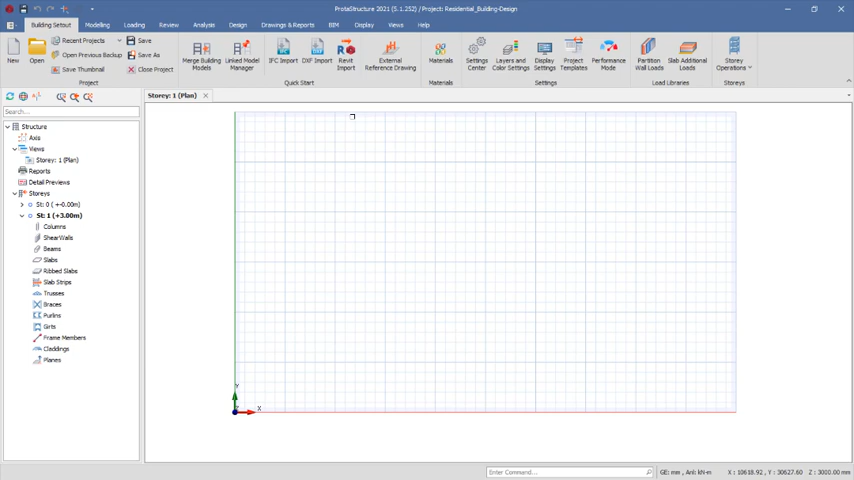 ProtaStructure 2021 (5.1.252) / Project: Residential_Building-Design
Building Setout Modelling Loading Review Analysis Design Drawings & Reports BIM Display Views Help
New
Open
Recent Projects
Open Previous Backup
Save Thumbnail
Save
Save As
Close Project
Merge Building Models
Linked Model Manager
IFC Import
DXF Import
Revit Import
External Reference Drawing
Materials
Settings Center
Layers and Color Settings
Display Settings
Project Templates
Performance Mode
Partition Wall Loads
Slab Additional Loads
Storey Operations
Project Quick Start Materials Settings Load Libraries Storeys
Storey: 1 (Plan)
Search...
Structure
Axis
Views
Storey: 1 (Plan)
Reports
Detail Previews
Storeys
St: 0 (+-0.00m)
St: 1 (+3.00m)
Columns
ShearWalls
Beams
Slabs
Ribbed Slabs
Slab Strips
Trusses
Braces
Purlins
Girts
Frame Members
Claddings
Planes
Y
X
Enter Command...
GE: mm, Anl: kN-m
X : 10618.92 , Y : 30627.60
Z : 3000.00 mm